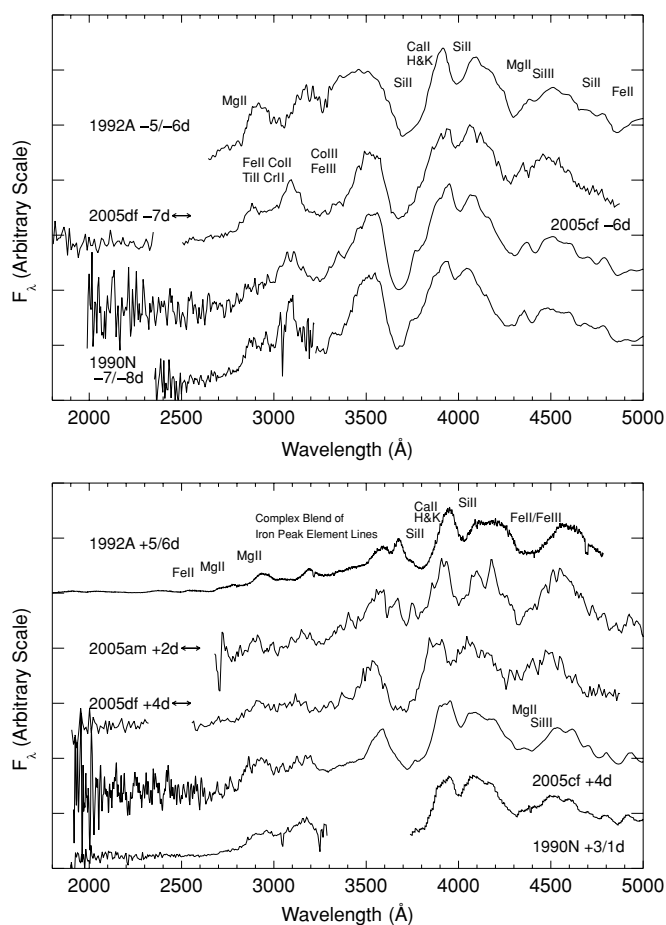 CaII
H&K
SiII
MgII
SiII
MgII
SiIII
SiII
FeII
1992A −5/−6d
FeII CoII
TiII CrII
CoIII
FeIII
2005df −7d
2005cf −6d
1990N
−7/−8d
F_λ (Arbitrary Scale)
2000 2500 3000 3500 4000 4500 5000
Wavelength (Å)
CaII
H&K
SiII
Complex Blend of
Iron Peak Element Lines
SiII
FeII/FeIII
1992A +5/6d
FeII
MgII
MgII
2005am +2d
2005df +4d
MgII
SiIII
2005cf +4d
1990N +3/1d
F_λ (Arbitrary Scale)
2000 2500 3000 3500 4000 4500 5000
Wavelength (Å)